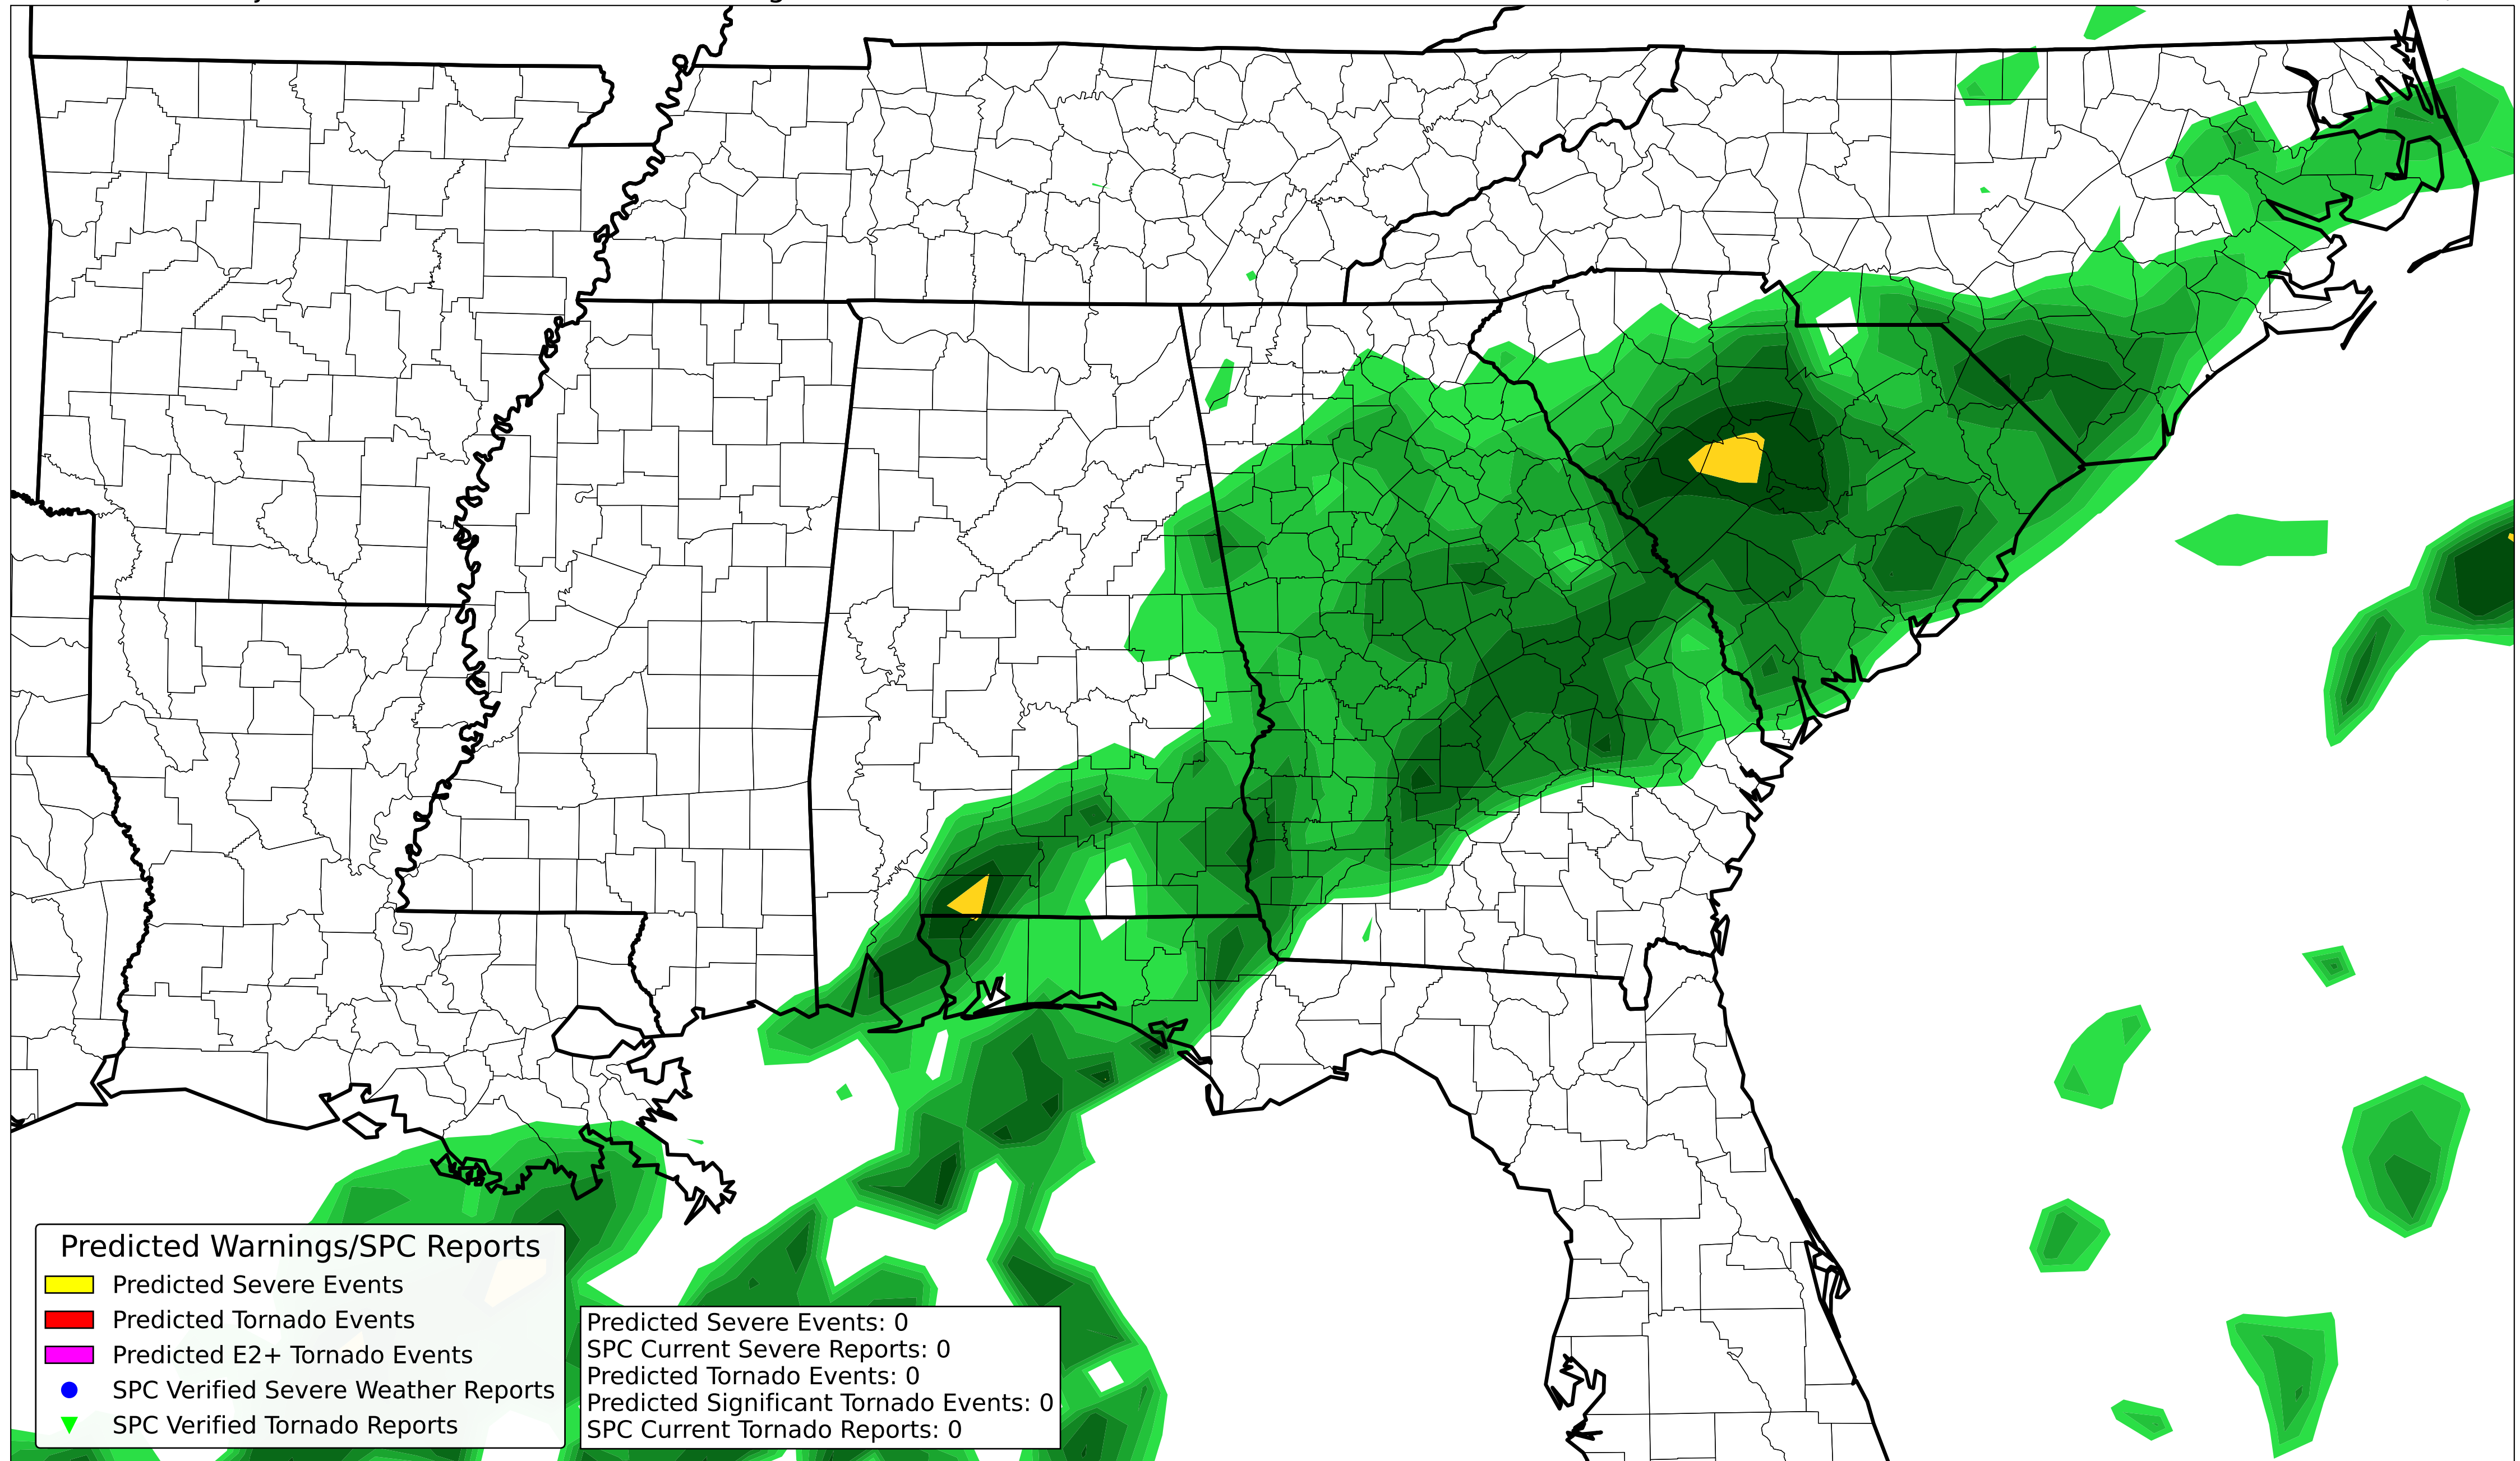 Predicted Warnings/SPC Reports
Predicted Severe Events
Predicted Tornado Events
Predicted E2+ Tornado Events
SPC Verified Severe Weather Reports
SPC Verified Tornado Reports
Predicted Severe Events: 0
SPC Current Severe Reports: 0
Predicted Tornado Events: 0
Predicted Significant Tornado Events: 0
SPC Current Tornado Reports: 0